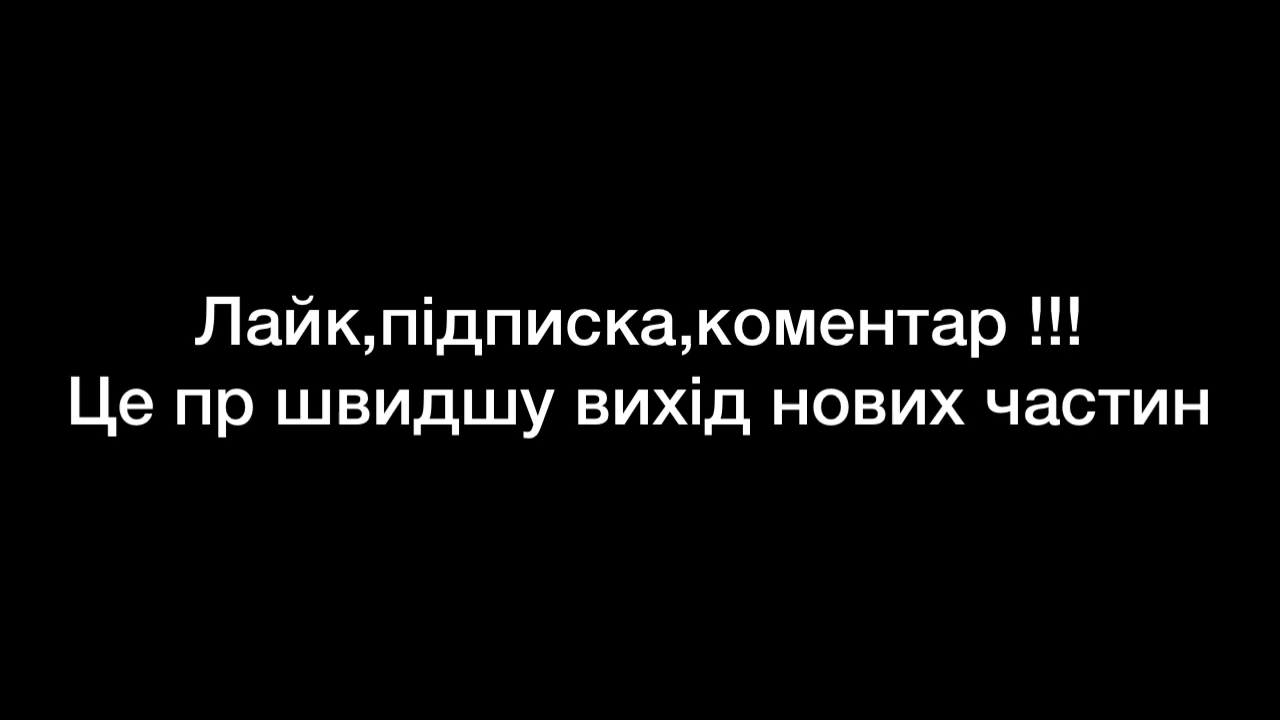 Лайк,підписка,коментар !!!
Це пр швидшу вихід нових частин